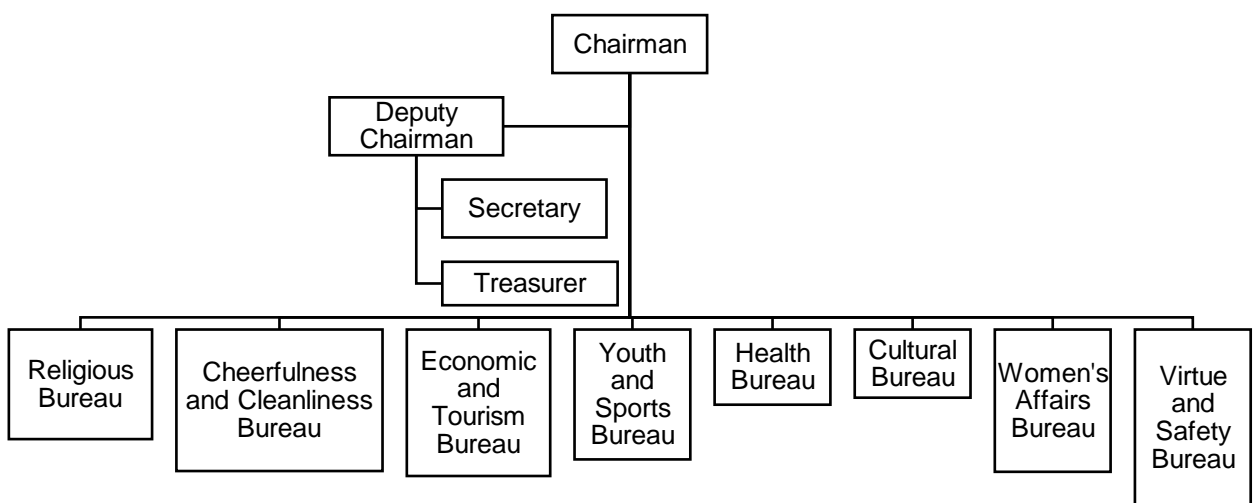 Chairman
Deputy
Chairman
Secretary
Treasurer
Religious
Bureau
Cheerfulness
and Cleanliness
Bureau
Economic
and
Tourism
Bureau
Youth
and
Sports
Bureau
Health
Bureau
Cultural
Bureau
Women's
Affairs
Bureau
Virtue
and
Safety
Bureau